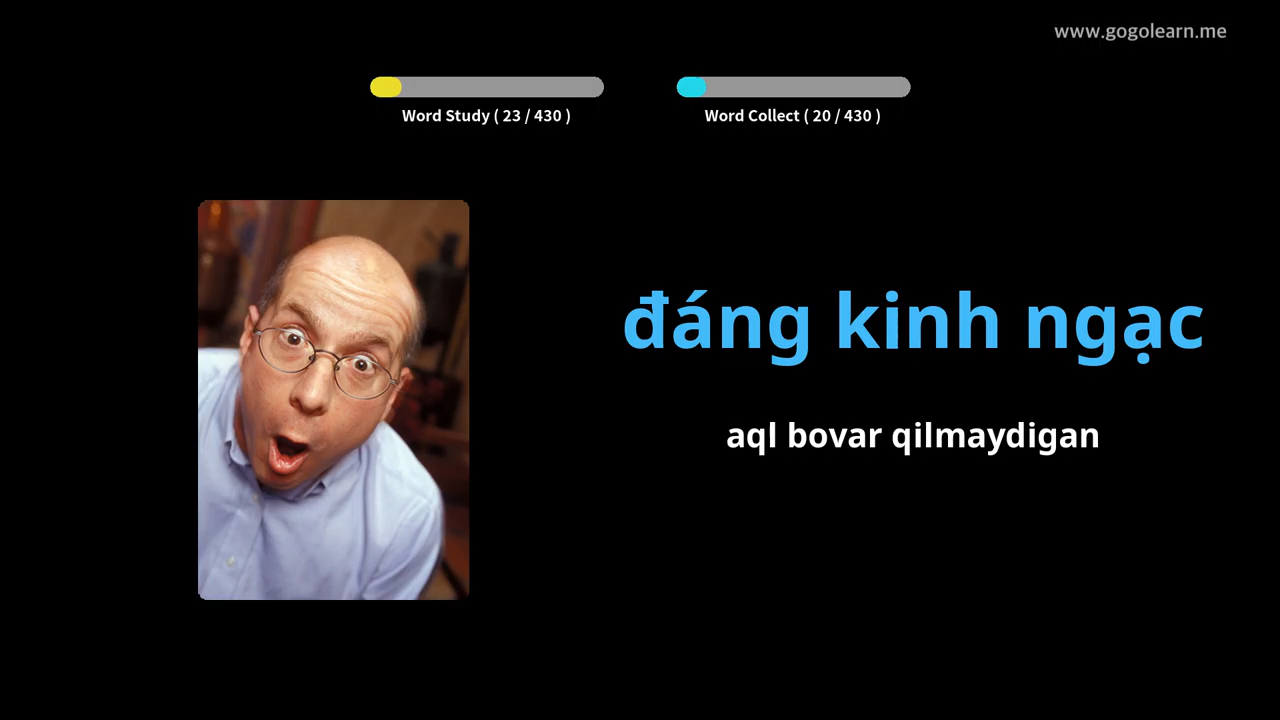 www.gogolearn.me
Word Study ( 23 / 430 )
Word Collect ( 20 / 430 )
đáng kinh ngạc
aql bovar qilmaydigan